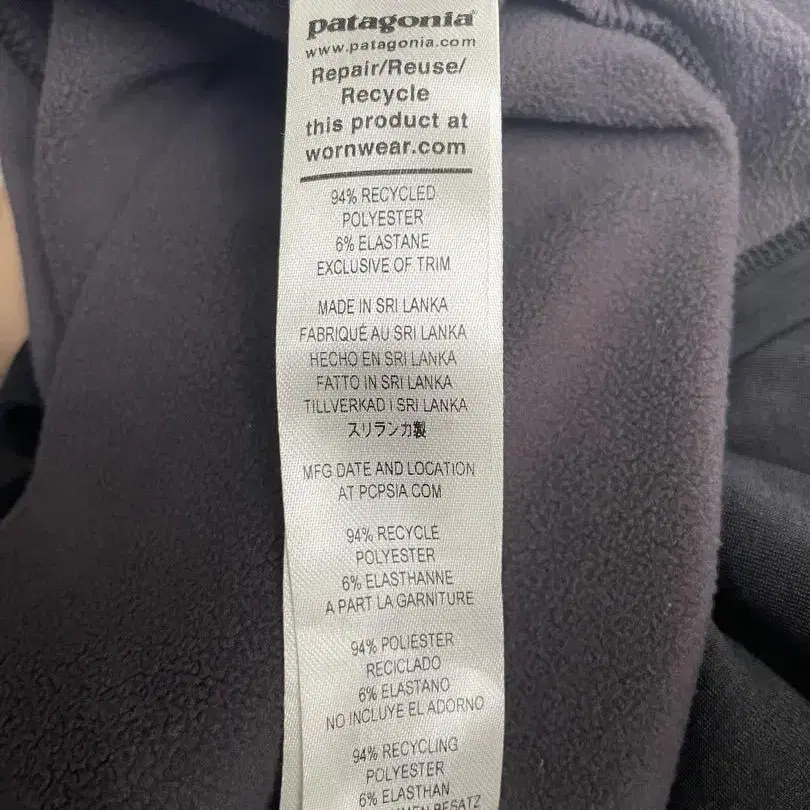 patagonia®
www.patagonia.com
Repair/Reuse/
Recycle
this product at
wornwear.com
94% RECYCLED
POLYESTER
6% ELASTANE
EXCLUSIVE OF TRIM
MADE IN SRI LANKA
FABRIQUÉ AU SRI LANKA
HECHO EN SRI LANKA
FATTO IN SRI LANKA
TILLVERKAD I SRI LANKA
スリランカ製
MFG DATE AND LOCATION
AT PCPSIA.COM
94% RECYCLE
POLYESTER
6% ELASTHANNE
A PART LA GARNITURE
94% POLIESTER
RECICLADO
6% ELASTANO
NO INCLUYE EL ADORNO
94% RECYCLING
POLYESTER
6% ELASTHAN
BESATZ